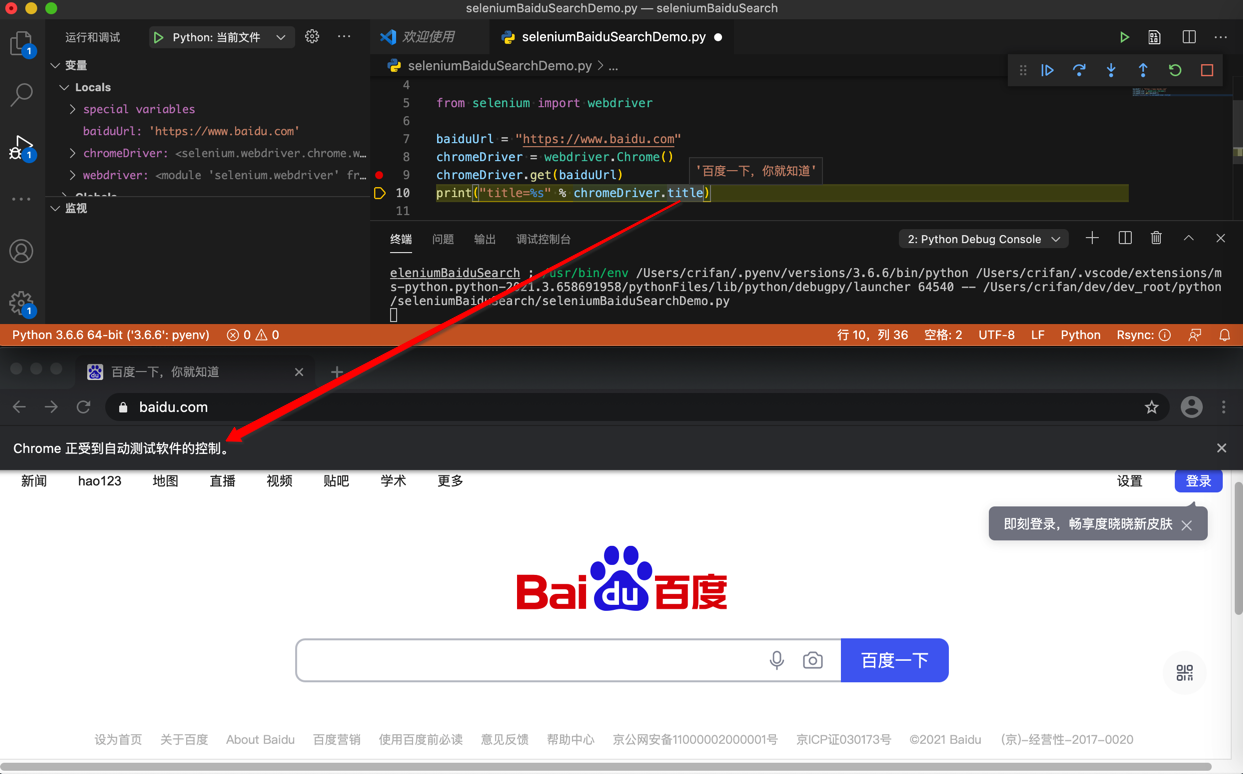 seleniumBaiduSearchDemo.py — seleniumBaiduSearch
运行和调试
Python: 当前文件
欢迎使用
seleniumBaiduSearchDemo.py
变量
Locals
special variables
baiduUrl: 'https://www.baidu.com'
chromeDriver: <selenium.webdriver.chrome.w…
webdriver: <module 'selenium.webdriver' fr…
Globals
监视
1
1
1
seleniumBaiduSearchDemo.py > ...
4
5 from selenium import webdriver
6
7 baiduUrl = "https://www.baidu.com"
8 chromeDriver = webdriver.Chrome()
9 chromeDriver.get(baiduUrl)
'百度一下，你就知道'
10 print("title=%s" % chromeDriver.title)
11
终端 问题 输出 调试控制台
2: Python Debug Console
eleniumBaiduSearch ; /usr/bin/env /Users/crifan/.pyenv/versions/3.6.6/bin/python /Users/crifan/.vscode/extensions/m
s-python.python-2021.3.658691958/pythonFiles/lib/python/debugpy/launcher 64540 -- /Users/crifan/dev/dev_root/python
/seleniumBaiduSearch/seleniumBaiduSearchDemo.py
Python 3.6.6 64-bit ('3.6.6': pyenv) 0 0 行 10，列 36 空格: 2 UTF-8 LF Python Rsync:
百度一下，你就知道
baidu.com
Chrome 正受到自动测试软件的控制。
新闻 hao123 地图 直播 视频 贴吧 学术 更多 设置 登录
即刻登录，畅享度晓晓新皮肤
Bai du 百度
百度一下
设为首页 关于百度 About Baidu 百度营销 使用百度前必读 意见反馈 帮助中心 京公网安备11000002000001号 京ICP证030173号 ©2021 Baidu (京)-经营性-2017-0020